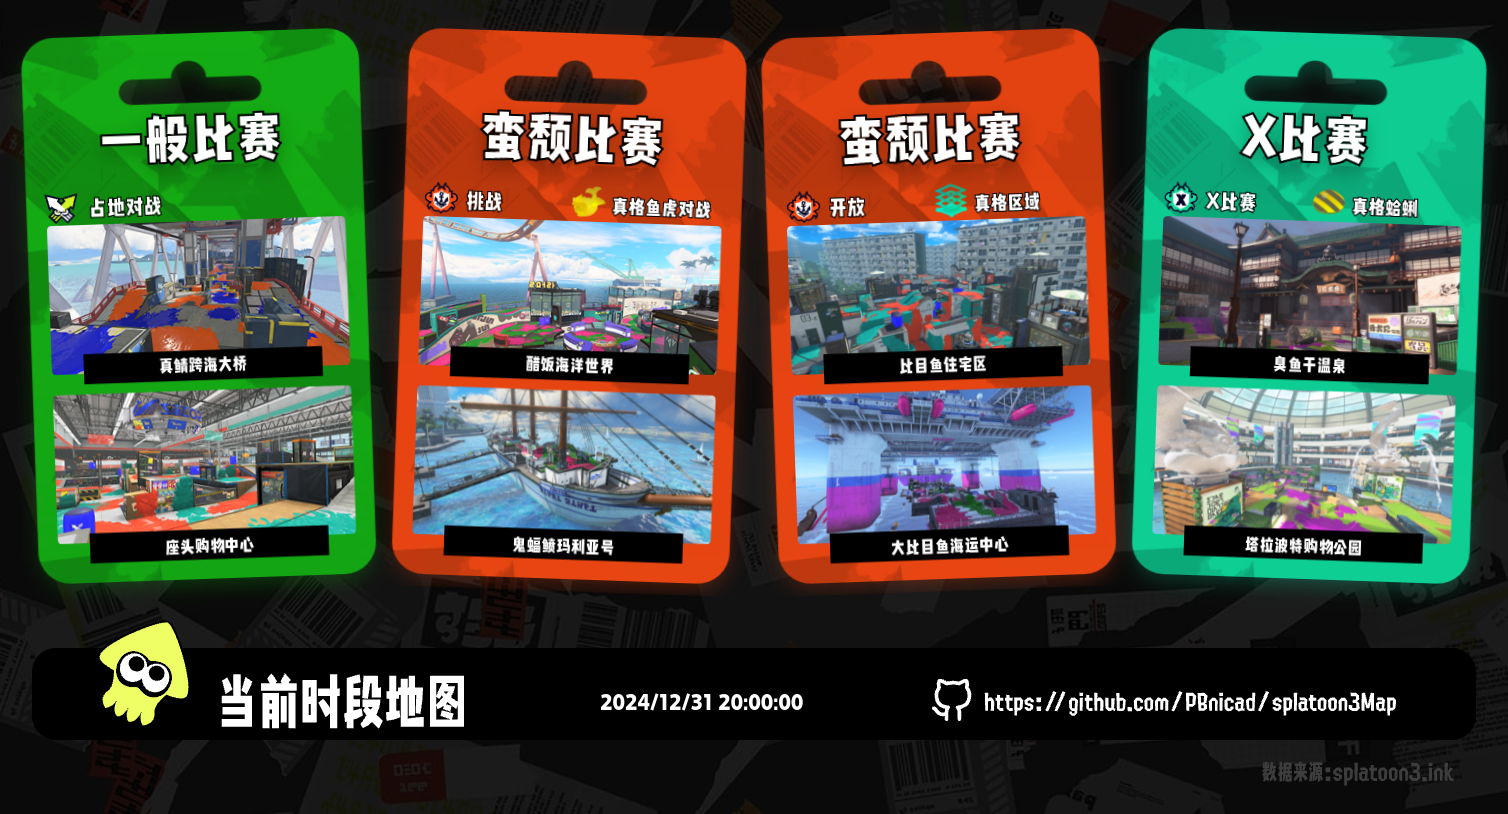 一般比赛
占地对战
真鲷跨海大桥
座头购物中心
蛮颓比赛
挑战
真格鱼虎对战
醋饭海洋世界
鬼蝠鲼玛利亚号
蛮颓比赛
开放
真格区域
比目鱼住宅区
大比目鱼海运中心
X比赛
X比赛
真格蛤蜊
臭鱼干温泉
塔拉波特购物公园
当前时段地图
2024/12/31 20:00:00
https://github.com/PBnicad/splatoon3Map
数据来源:splatoon3.ink